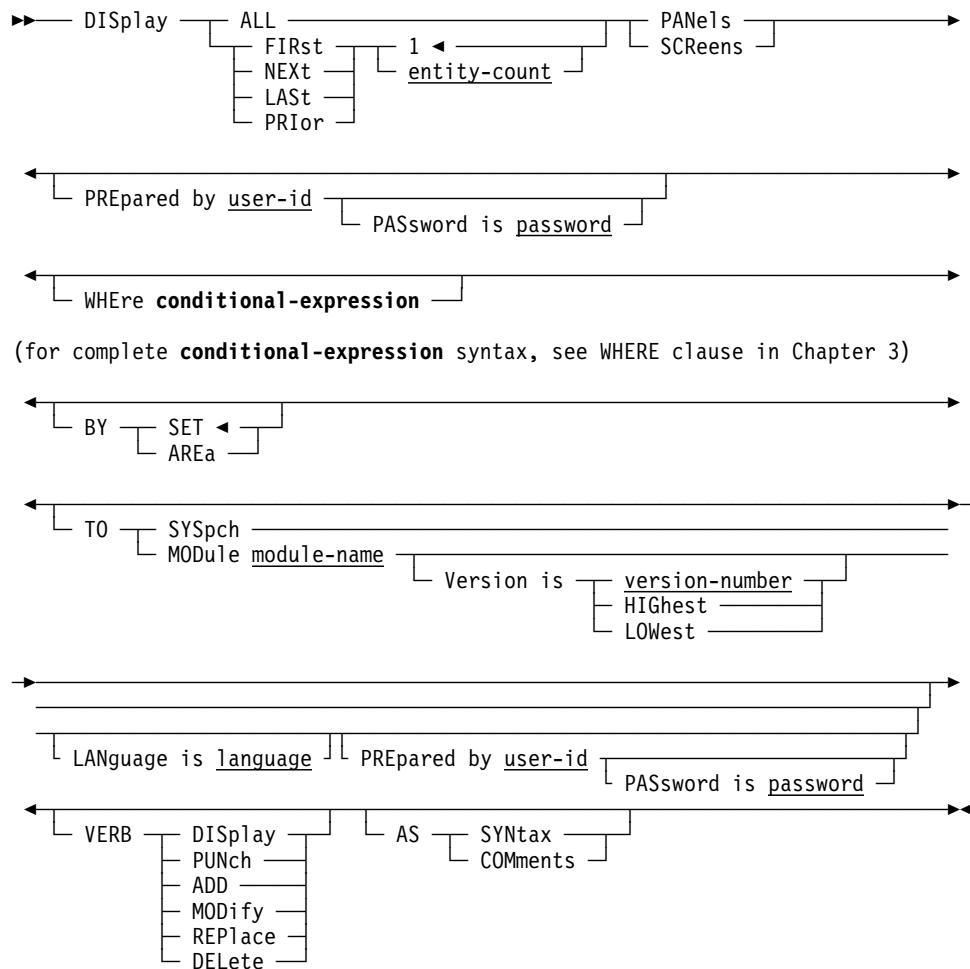 DISplay ALL PANels
FIRst 1 SCReens
NEXt entity-count
LASt
PRIor
PREpared by user-id
PASsword is password
WHEre conditional-expression
(for complete conditional-expression syntax, see WHERE clause in Chapter 3)
BY SET
AREa
TO SYSpch
MODule module-name
Version is version-number
HIGhest
LOWest
LANguage is language PREpared by user-id
PASsword is password
VERB DISplay AS SYNtax
PUNch COMments
ADD
MODify
REPlace
DELete